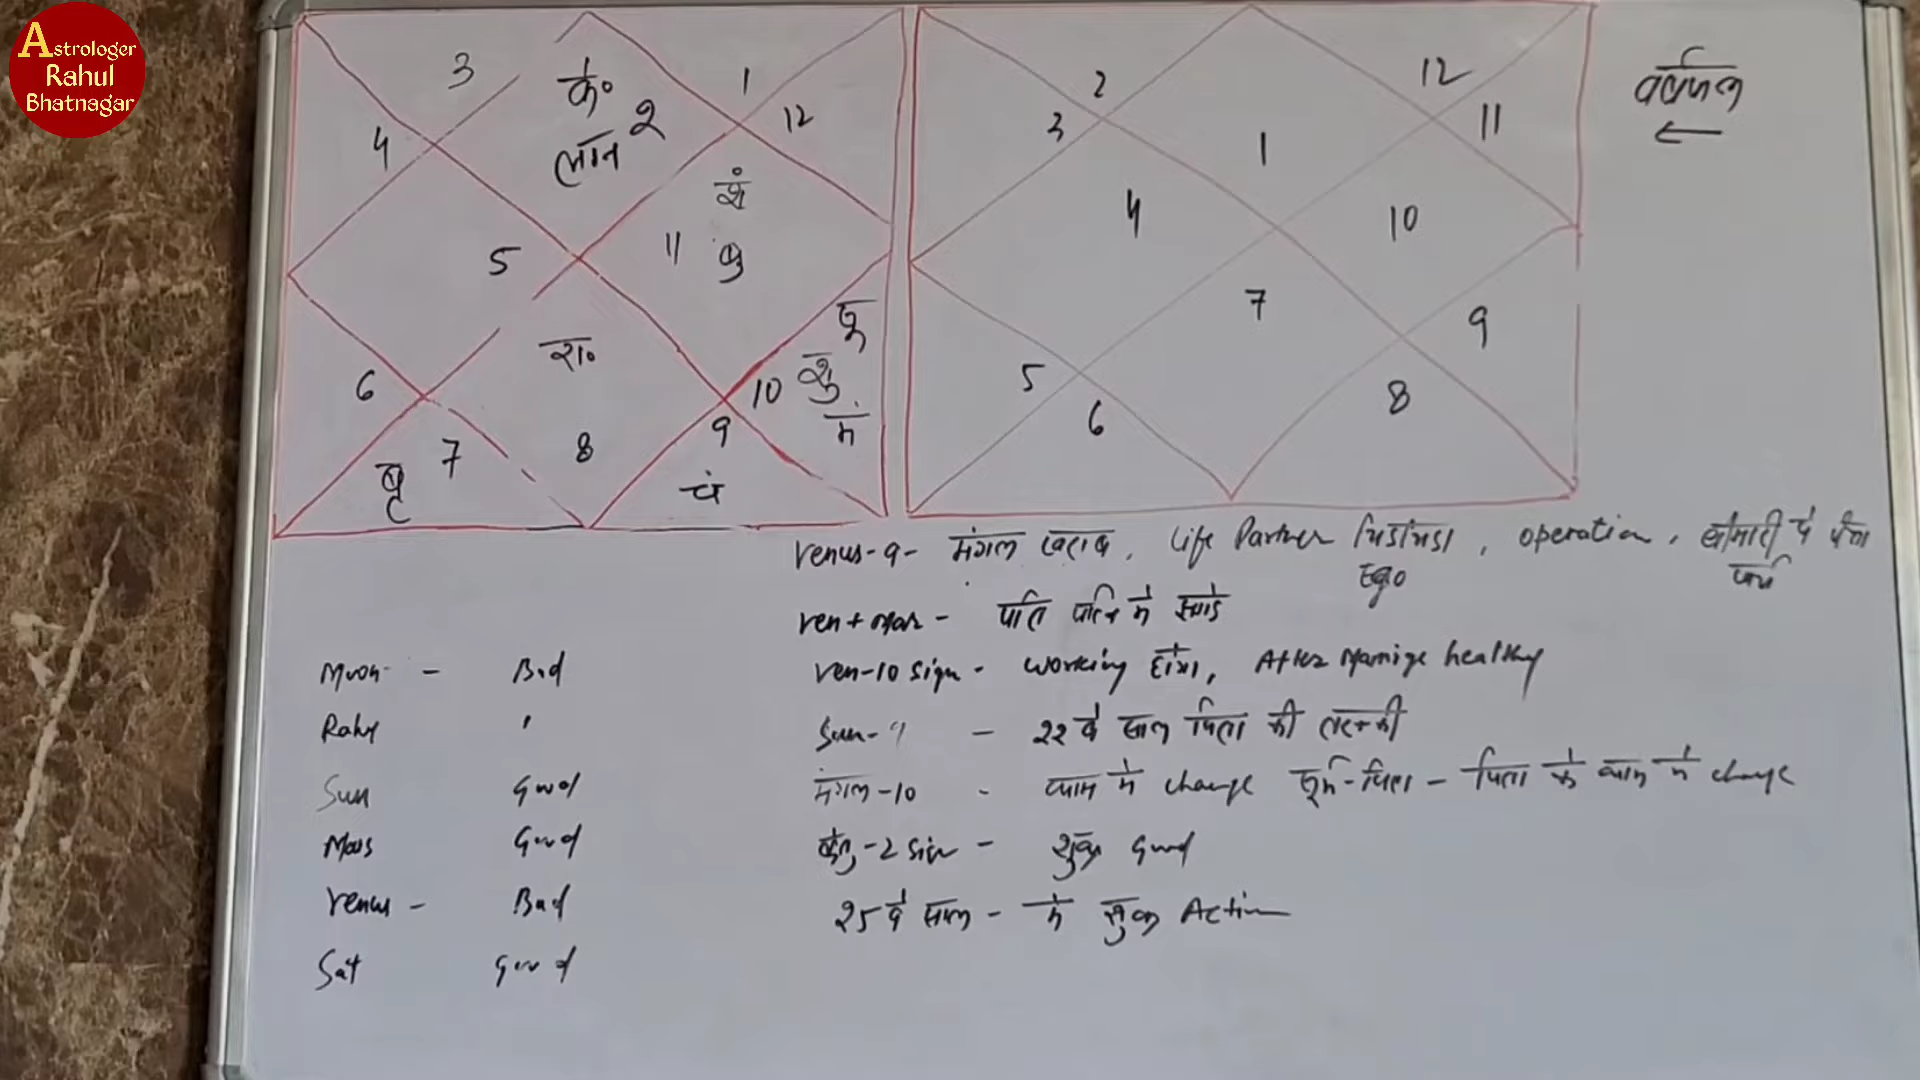 Astrologer
Rahul
Bhatnagar
3
के०
लग्न 2
1
12
4
5
11
शं
बु
सू
शु
मं
10
रा०
6
7
बृ
8
9
चं
2
3
1
12
11
4
10
7
5
6
8
9
वर्षफल
←
Venus-9- मंगल खराब, Life Partner Ego, operation, बीमारी पे
Ven + Mar - पति पत्नि में झगड़े
Ven-10 sign - working होगा, After Marriage healthy
Sun-" - 22 वे साल पिता की तरक्की
मंगल-10 - काम में change सूर्य-पिता - पिता के काम में change
केतु-2 sign - शुक्र Good
25 वे साल - में शुक्र Action
Moon - Bad
Rahu "
Sun Good
Mars Good
Venus - Bad
Sat Good